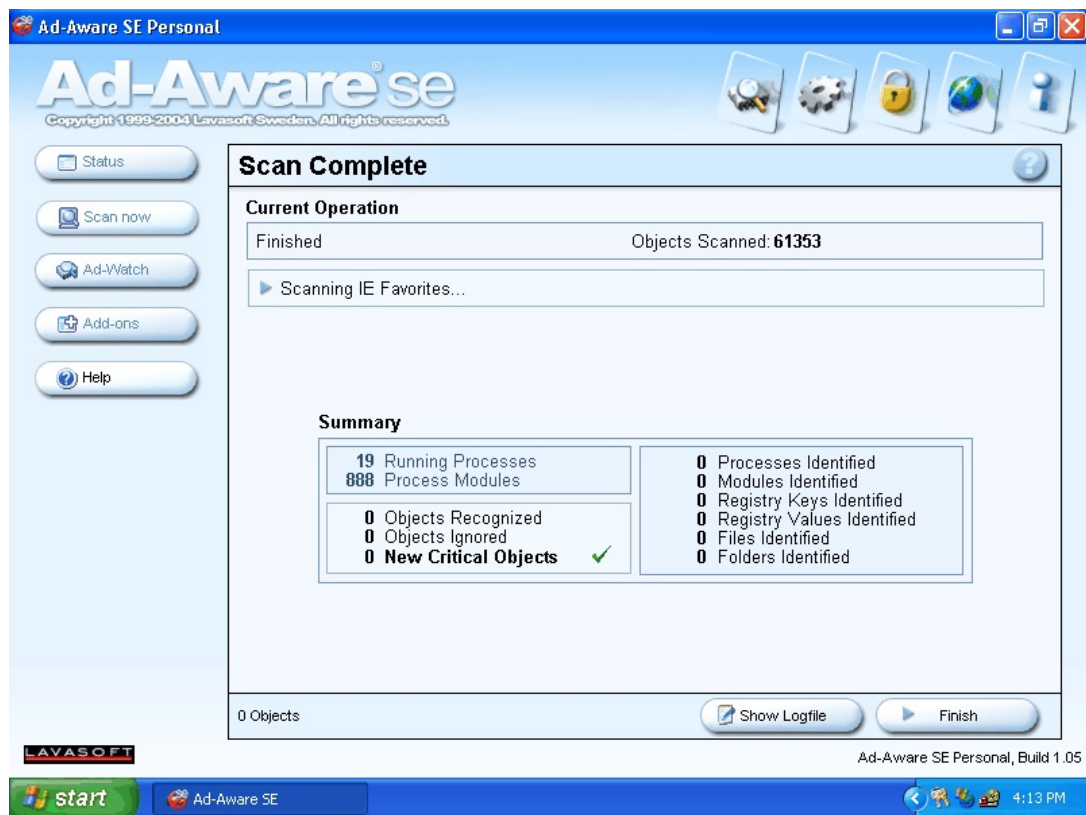 Ad-Aware SE Personal
Ad-Aware® se
Copyright 1999-2004 Lavasoft Sweden. All rights reserved.
Status
Scan now
Ad-Watch
Add-ons
Help
Scan Complete
?
Current Operation
Finished Objects Scanned: 61353
Scanning IE Favorites...
Summary
19 Running Processes
888 Process Modules
0 Objects Recognized
0 Objects Ignored
0 New Critical Objects
0 Processes Identified
0 Modules Identified
0 Registry Keys Identified
0 Registry Values Identified
0 Files Identified
0 Folders Identified
0 Objects
Show Logfile
Finish
LAVASOFT
Ad-Aware SE Personal, Build 1.05
start
Ad-Aware SE
4:13 PM